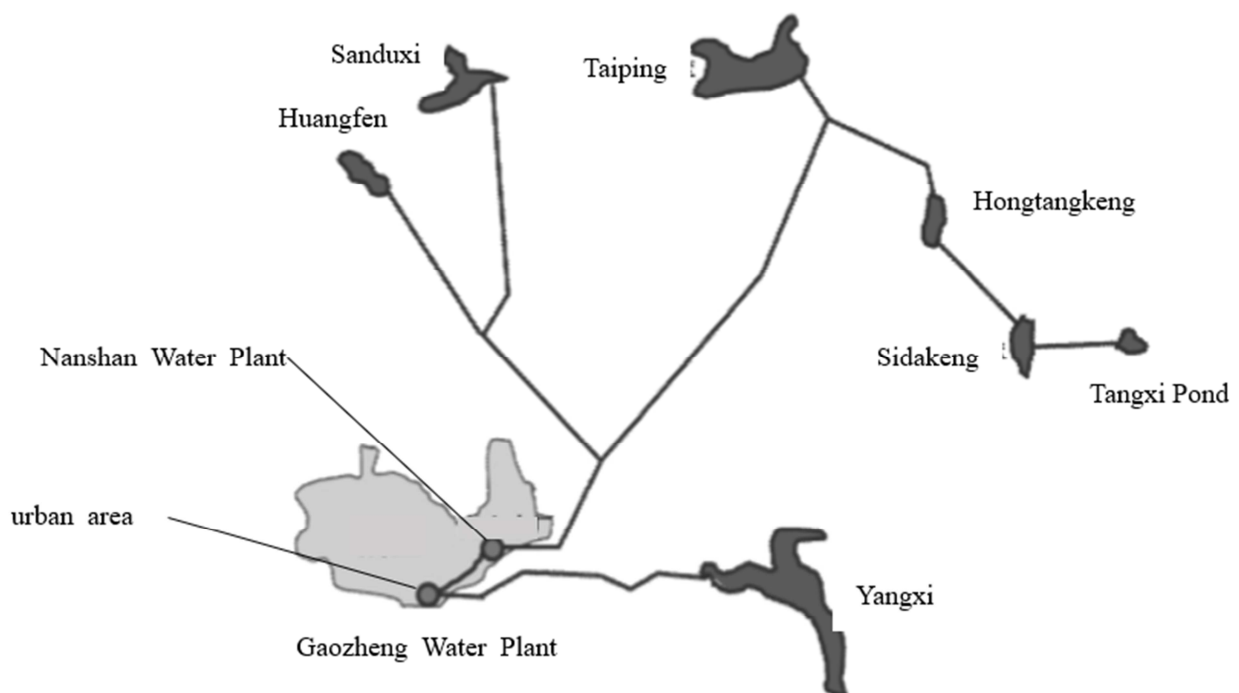 Sanduxi
Taiping
Huangfen
Hongtangkeng
Nanshan Water Plant
Sidakeng
Tangxi Pond
urban area
Yangxi
Gaozheng Water Plant